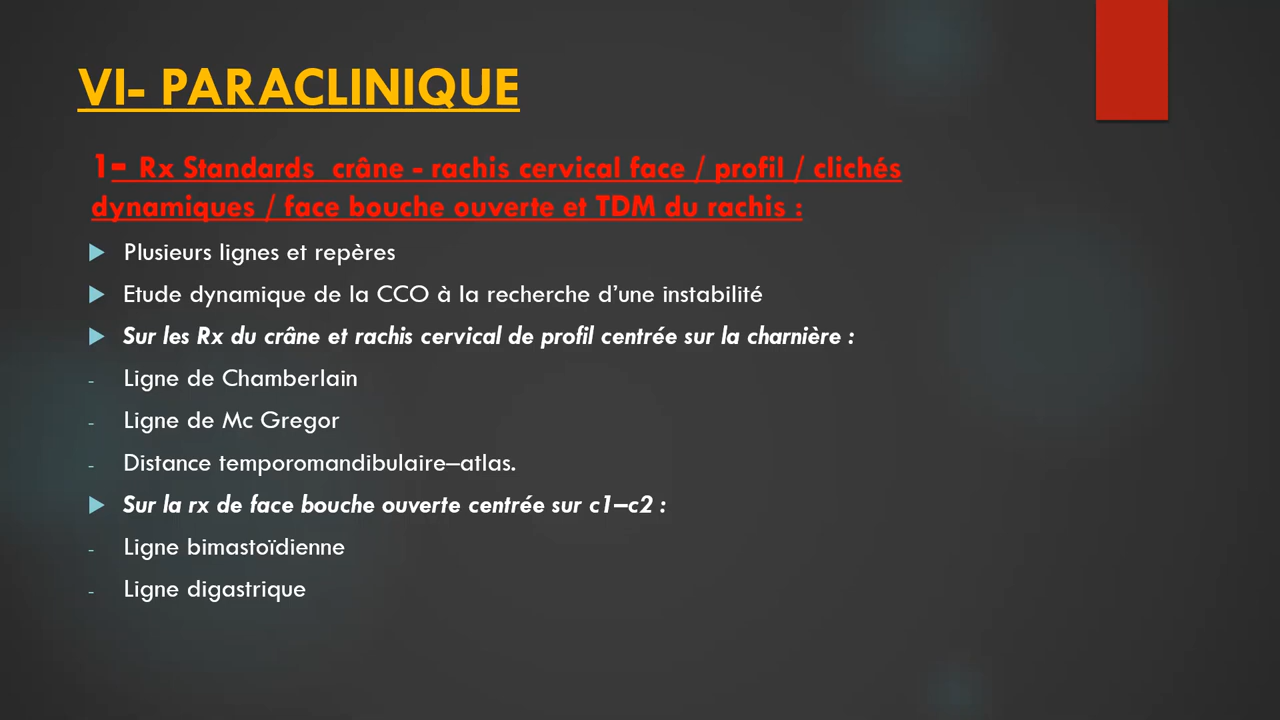 VI- PARACLINIQUE
1- Rx Standards crâne - rachis cervical face / profil / clichés
dynamiques / face bouche ouverte et TDM du rachis :
Plusieurs lignes et repères
Etude dynamique de la CCO à la recherche d’une instabilité
Sur les Rx du crâne et rachis cervical de profil centrée sur la charnière :
- Ligne de Chamberlain
- Ligne de Mc Gregor
- Distance temporomandibulaire–atlas.
Sur la rx de face bouche ouverte centrée sur c1–c2 :
- Ligne bimastoïdienne
- Ligne digastrique